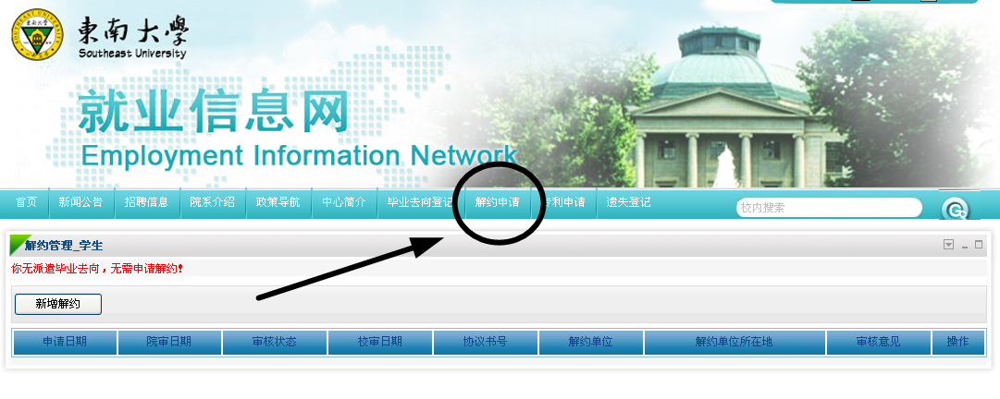 東南大學
Southeast University
就业信息网
Employment Information Network
首页 新闻公告 招聘信息 院系介绍 政策导航 中心简介 毕业去向登记 解约申请 专利申请 遗失登记 校内搜索 Go
解约管理_学生
你无派遣毕业去向，无需申请解约!
新增解约
申请日期 院审日期 审核状态 校审日期 协议书号 解约单位 解约单位所在地 审核意见 操作